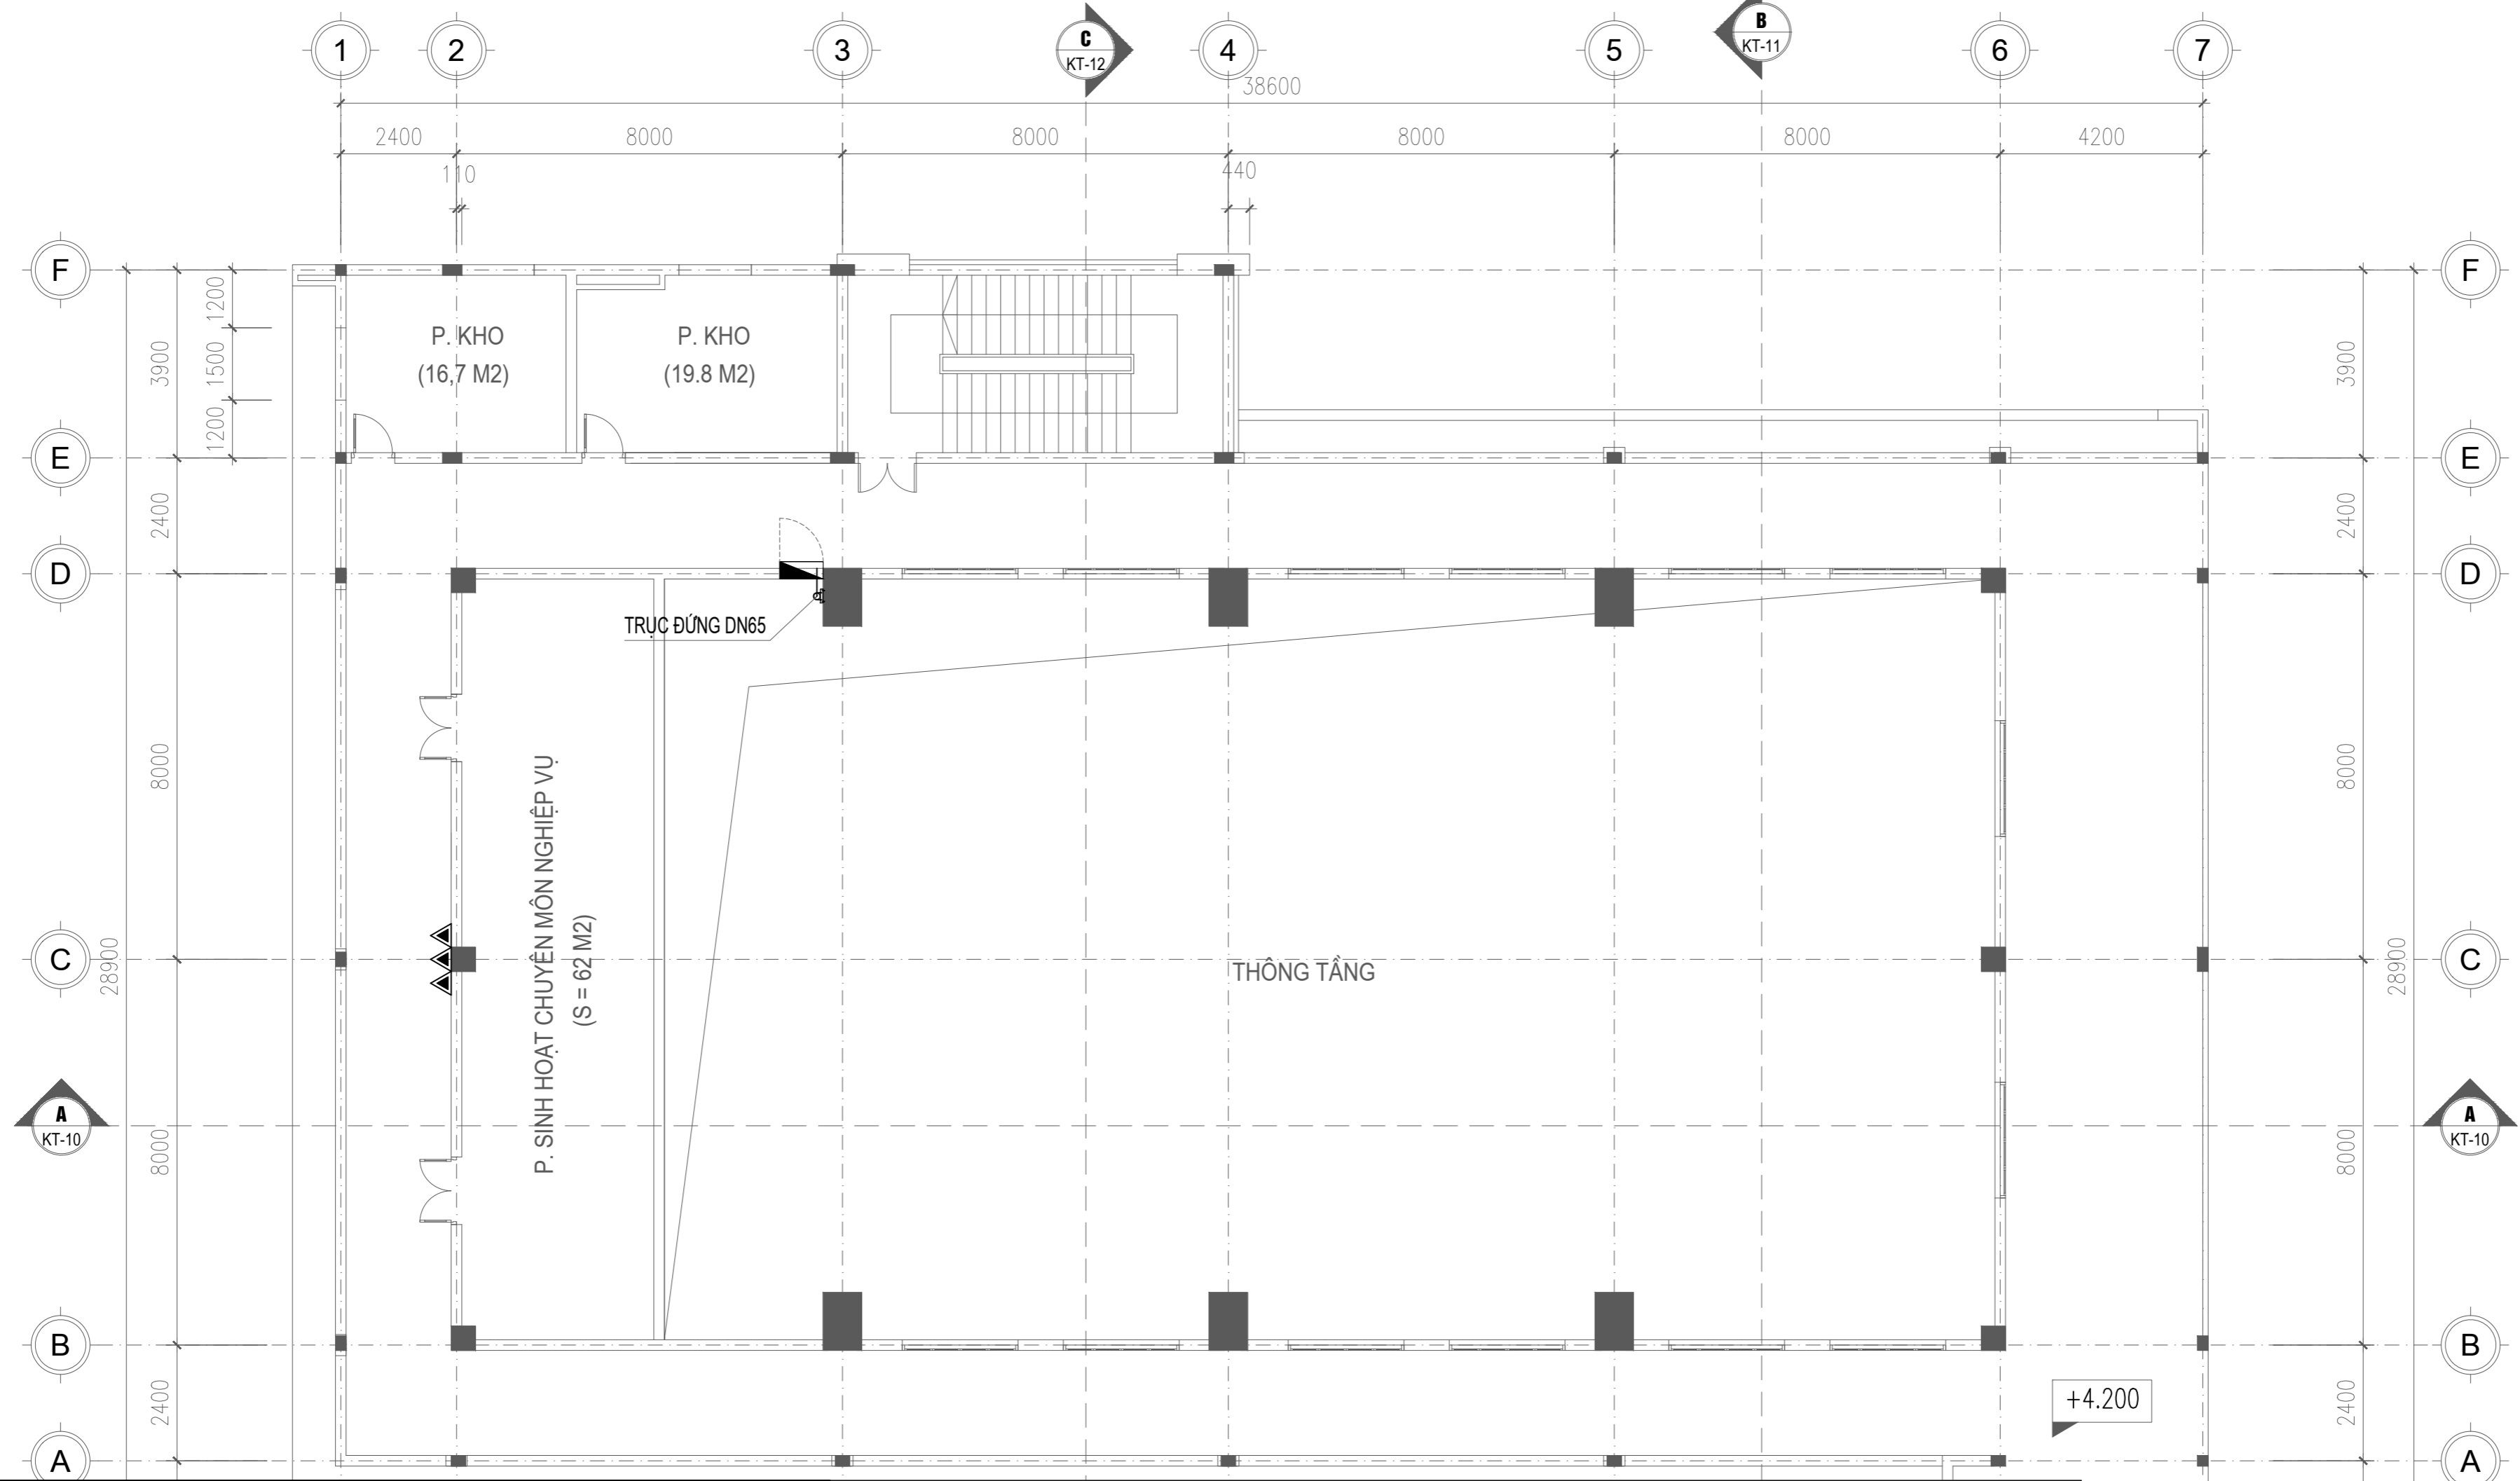 1 2 3 4 5 6 7
C
KT-12
B
KT-11
38600
2400 8000 8000 8000 8000 4200
110 440
F F
1200
3900 1500 3900
1200
P. KHO
(16,7 M2)
P. KHO
(19.8 M2)
E E
2400 2400
D D
TRỤC ĐỨNG DN65
8000 8000
P. SINH HOẠT CHUYÊN MÔN NGHIỆP VỤ
(S = 62 M2)
C C
28900 28900
THÔNG TẦNG
A
KT-10
A
KT-10
8000 8000
B B
2400 2400
+4.200
A A